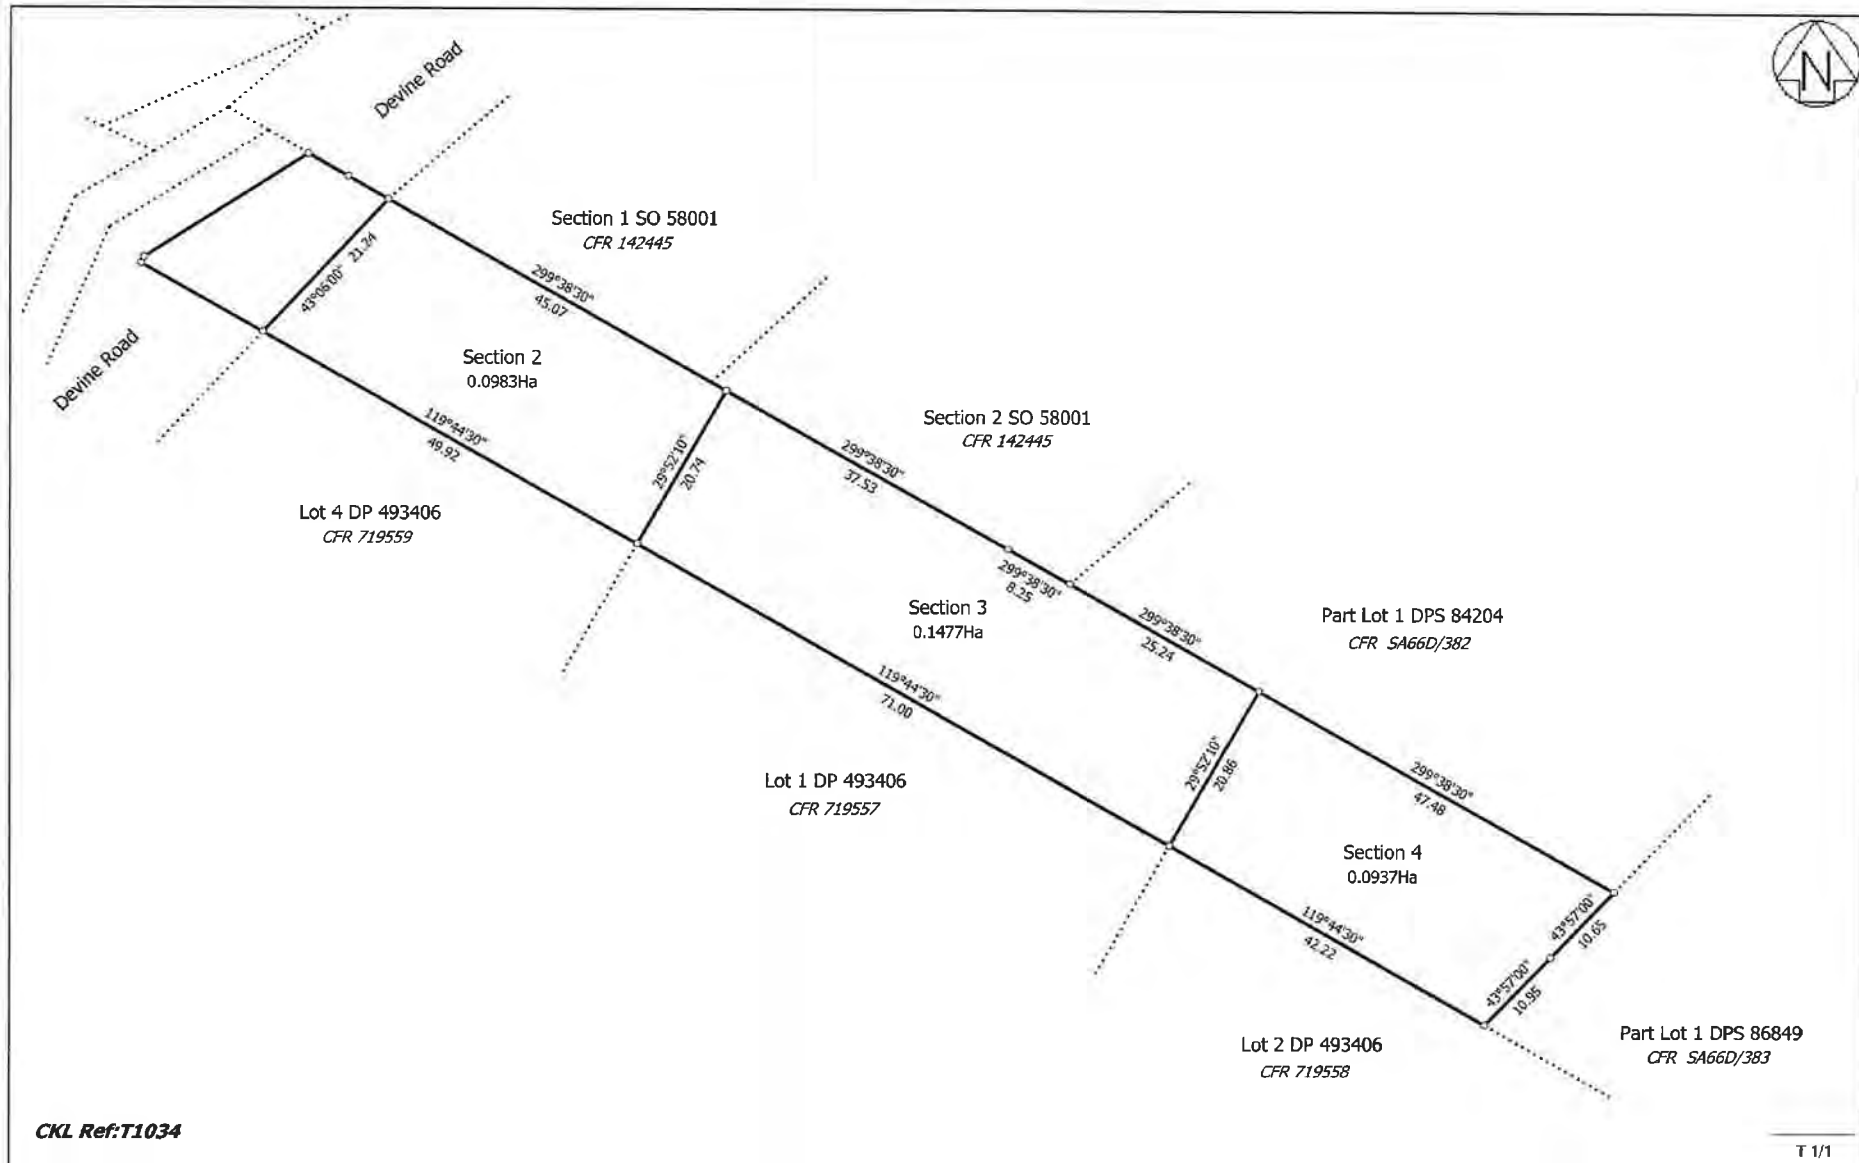 Devine Road
N
Section 1 SO 58001
CFR 142445
299°38'30"
45.07
43°06'00" 21.24
Devine Road
Section 2
0.0983Ha
Section 2 SO 58001
CFR 142445
119°44'30"
49.92
29°52'10"
20.74
299°38'30"
37.53
Lot 4 DP 493406
CFR 719559
299°38'30"
8.25
Section 3
0.1477Ha
299°38'30"
25.24
Part Lot 1 DPS 84204
CFR SA66D/382
119°44'30"
71.00
29°52'10"
20.86
Lot 1 DP 493406
CFR 719557
299°38'30"
47.48
Section 4
0.0937Ha
119°44'30"
42.22
43°57'00"
10.65
43°57'00"
10.95
Lot 2 DP 493406
CFR 719558
Part Lot 1 DPS 86849
CFR SA66D/383
CKL Ref:T1034
T 1/1